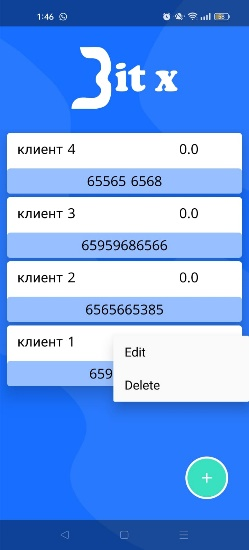 1:46
Bit x
клиент 4 0.0
65565 6568
клиент 3 0.0
65959686566
клиент 2 0.0
6565665385
клиент 1
659
Edit
Delete
+